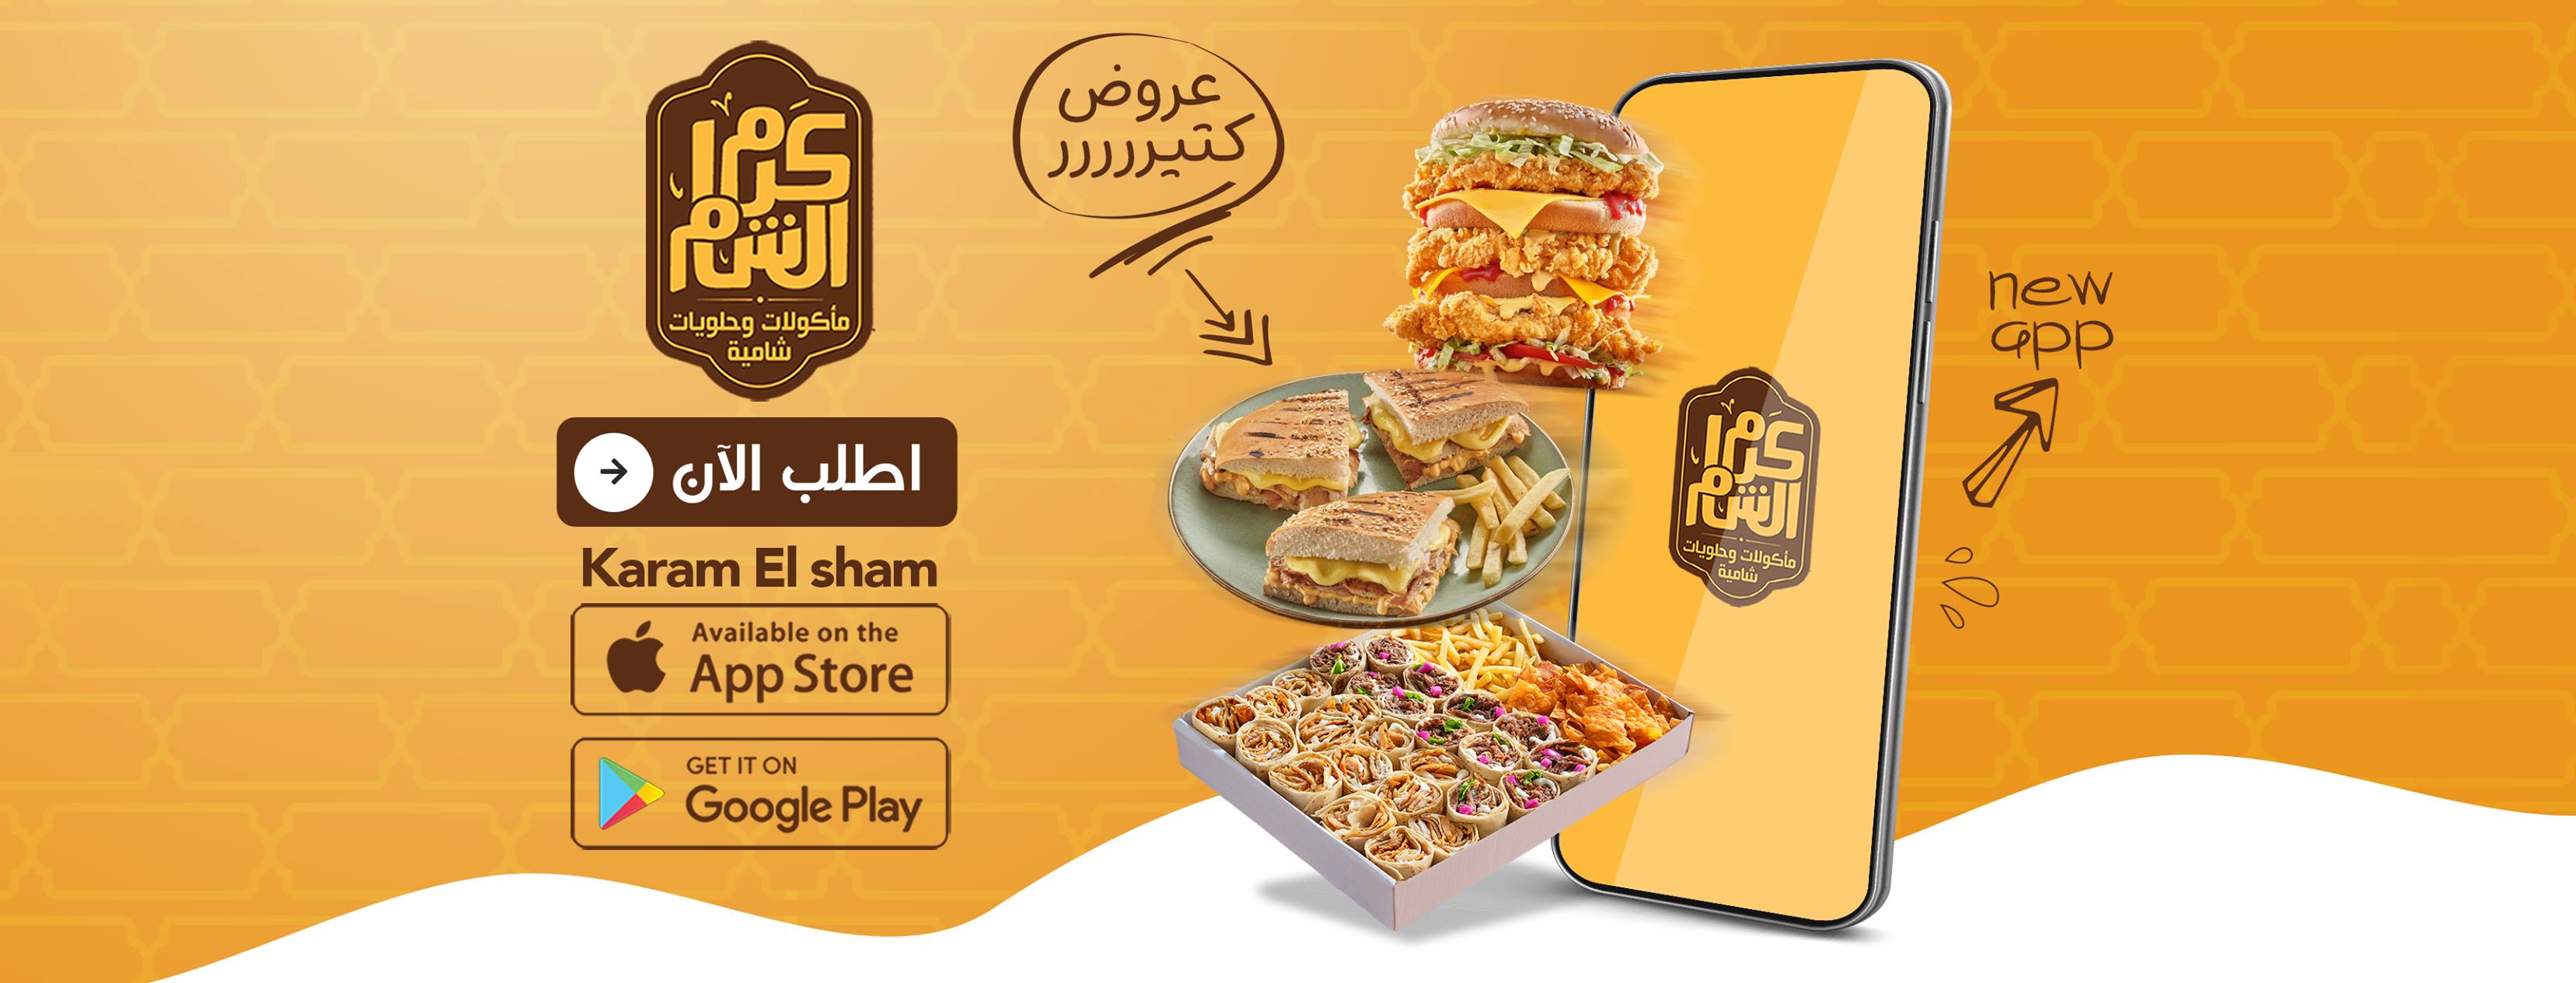 كرم
الشام
مأكولات وحلويات
شامية
اطلب الآن
Karam El sham
Available on the
App Store
GET IT ON
Google Play
عروض
كتيررررر
كرم
الشام
مأكولات وحلويات
شامية
new
app